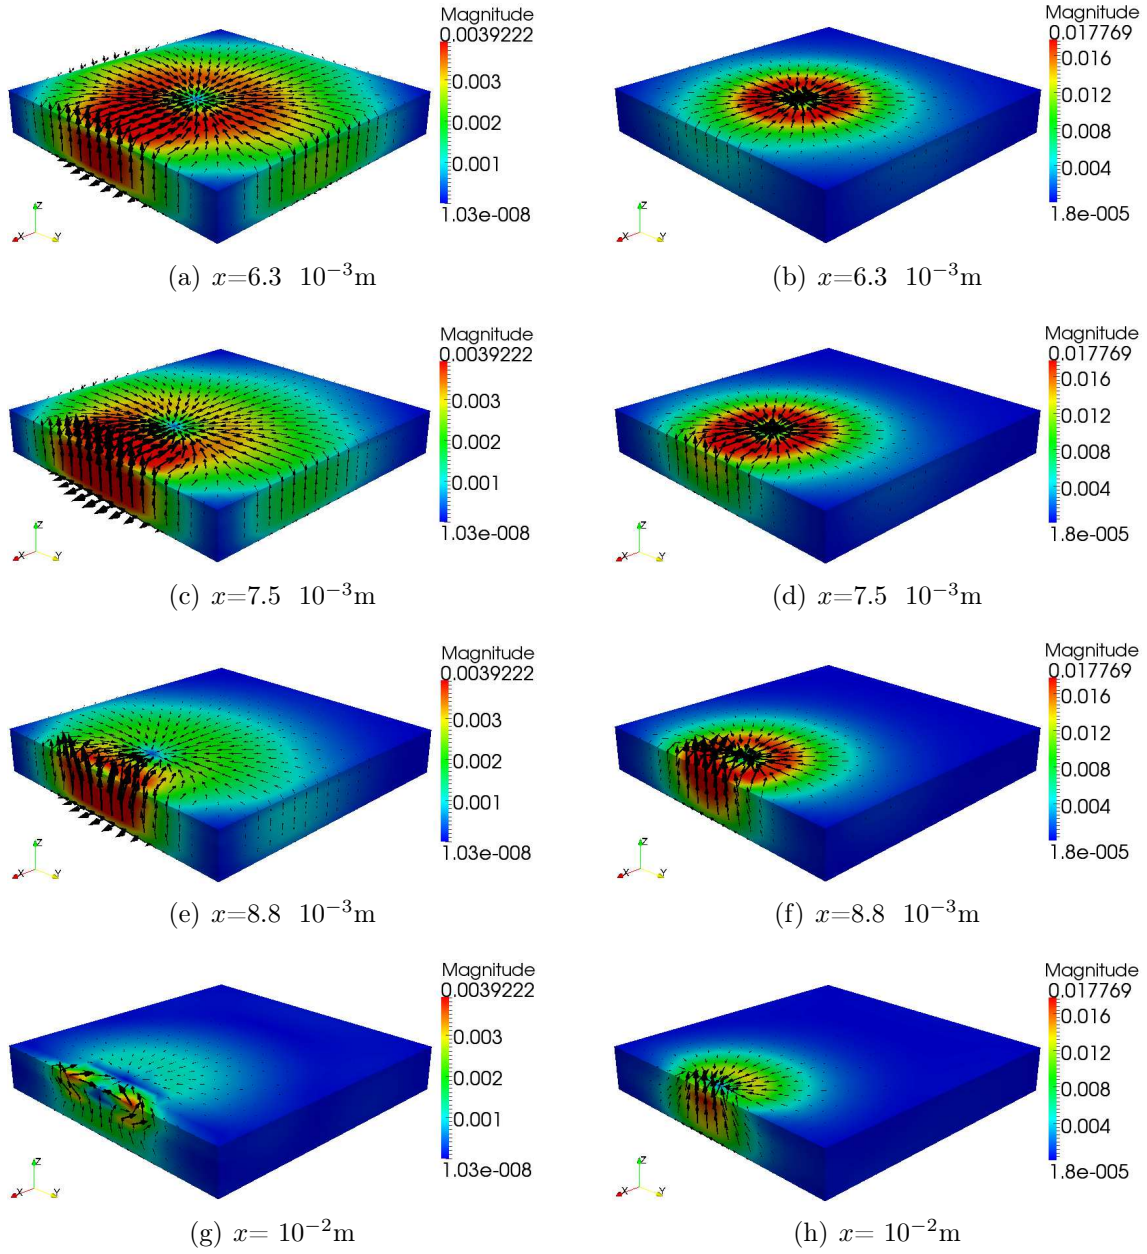 Magnitude
0.0039222
0.003
0.002
0.001
1.03e-008
Z
X
Y
(a) x=6.3 10⁻³m
Magnitude
0.017769
0.016
0.012
0.008
0.004
1.8e-005
Z
X
Y
(b) x=6.3 10⁻³m
Magnitude
0.0039222
0.003
0.002
0.001
1.03e-008
Z
X
Y
(c) x=7.5 10⁻³m
Magnitude
0.017769
0.016
0.012
0.008
0.004
1.8e-005
Z
X
Y
(d) x=7.5 10⁻³m
Magnitude
0.0039222
0.003
0.002
0.001
1.03e-008
Z
X
Y
(e) x=8.8 10⁻³m
Magnitude
0.017769
0.016
0.012
0.008
0.004
1.8e-005
Z
X
Y
(f) x=8.8 10⁻³m
Magnitude
0.0039222
0.003
0.002
0.001
1.03e-008
Z
X
Y
(g) x= 10⁻²m
Magnitude
0.017769
0.016
0.012
0.008
0.004
1.8e-005
Z
X
Y
(h) x= 10⁻²m